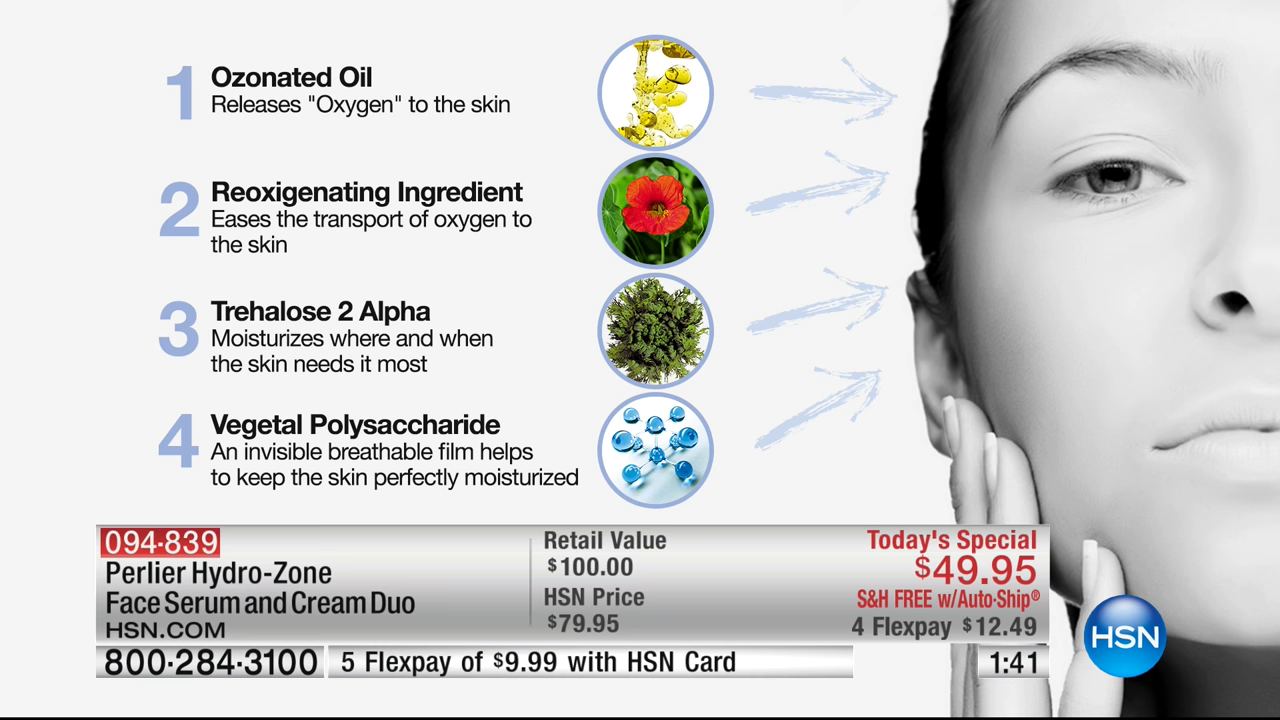 1 Ozonated Oil
Releases "Oxygen" to the skin
2 Reoxigenating Ingredient
Eases the transport of oxygen to
the skin
3 Trehalose 2 Alpha
Moisturizes where and when
the skin needs it most
4 Vegetal Polysaccharide
An invisible breathable film helps
to keep the skin perfectly moisturized
094·839
Perlier Hydro-Zone
Face Serum and Cream Duo
HSN.COM
Retail Value
$100.00
HSN Price
$79.95
Today's Special
$49.95
S&H FREE w/Auto·Ship®
4 Flexpay $12.49
HSN
800·284·3100
5 Flexpay of $9.99 with HSN Card
1:41